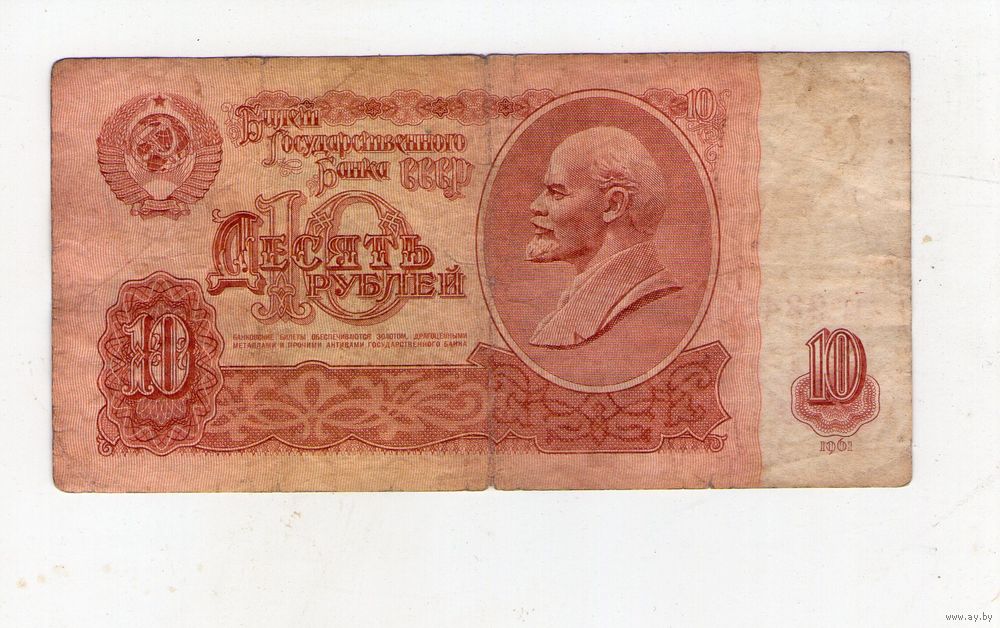 10
Билет
Государственного
Банка СССР
10
Десять
рублей
БАНКОВСКИЕ БИЛЕТЫ ОБЕСПЕЧИВАЮТСЯ ЗОЛОТОМ, ДРАГОЦЕННЫМИ
МЕТАЛЛАМИ И ПРОЧИМИ АКТИВАМИ ГОСУДАРСТВЕННОГО БАНКА
10
10
1961
www.ay.by